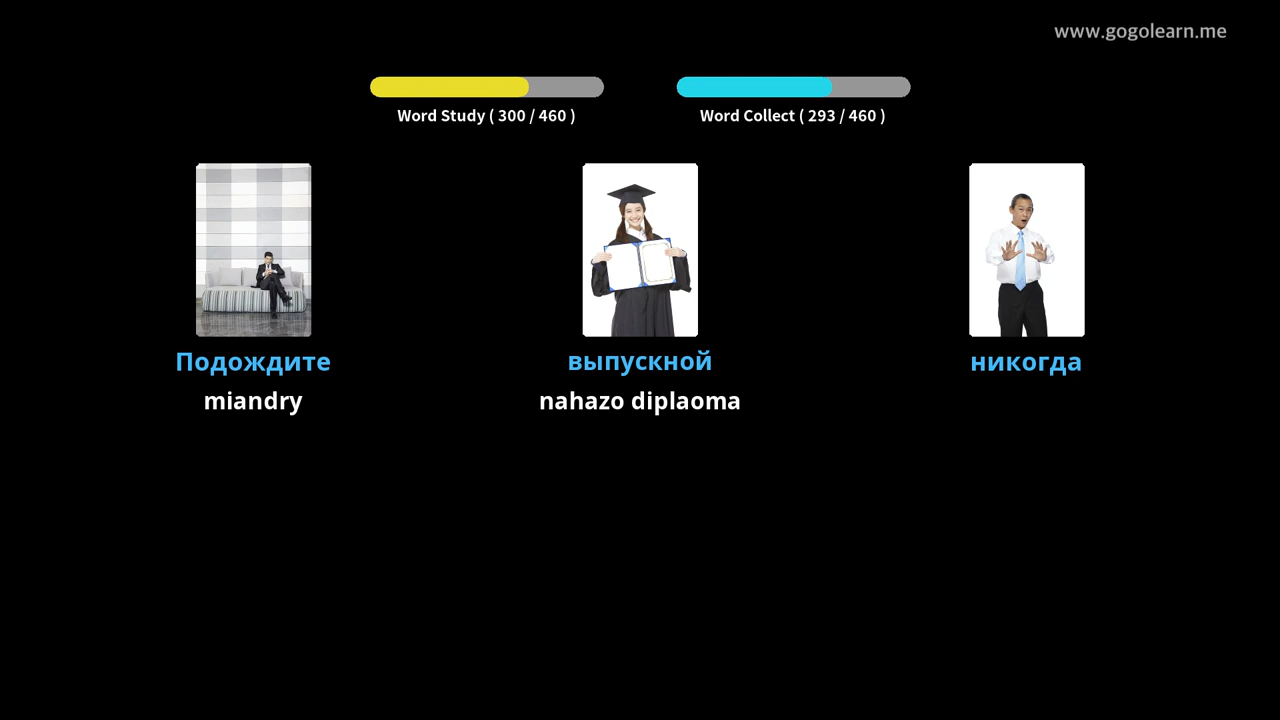 www.gogolearn.me
Word Study ( 300 / 460 )
Word Collect ( 293 / 460 )
Подождите
выпускной
никогда
miandry
nahazo diplaoma